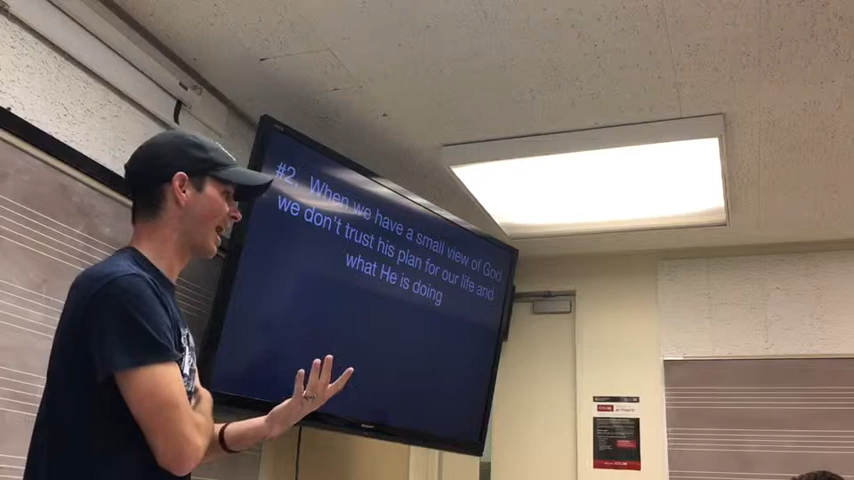 #2. When we have a small view of God
we don't trust his plan for our life and
what He is doing